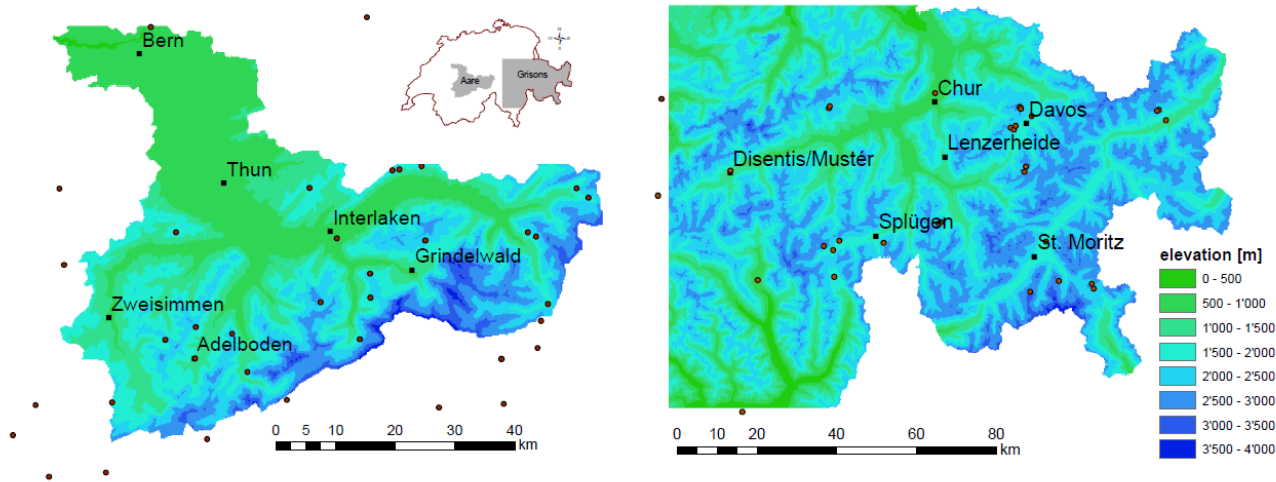 Bern
Thun
Interlaken
Grindelwald
Zweisimmen
Adelboden
0 5 10 20 30 40
km
Aare
Grisons
N
Chur
Davos
Lenzerheide
Disentis/Muster
Splügen
St. Moritz
0 10 20 40 60 80
km
elevation [m]
0 - 500
500 - 1'000
1'000 - 1'500
1'500 - 2'000
2'000 - 2'500
2'500 - 3'000
3'000 - 3'500
3'500 - 4'000